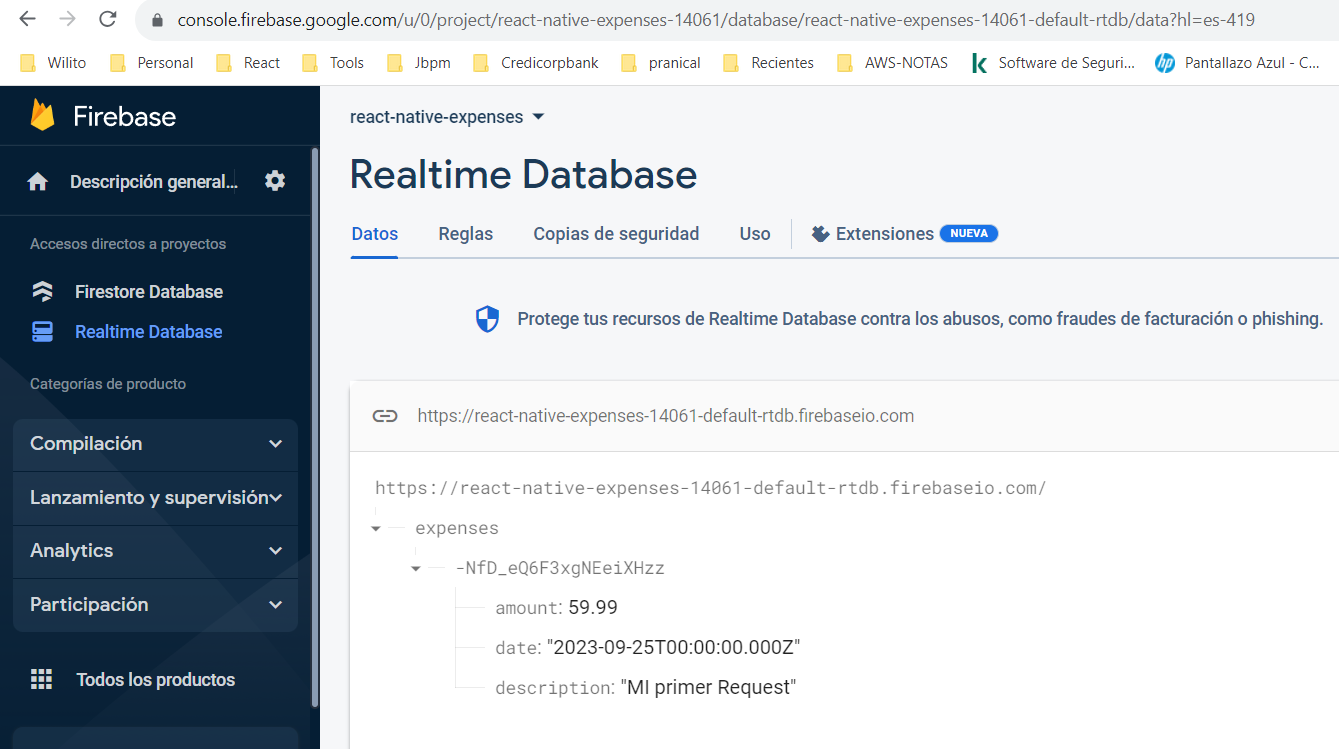 console.firebase.google.com/u/0/project/react-native-expenses-14061/database/react-native-expenses-14061-default-rtdb/data?hl=es-419
Wilito Personal React Tools Jbpm Credicorpbank pranical Recientes AWS-NOTAS Software de Seguri... Pantallazo Azul - C...
Firebase
Descripción general...
Accesos directos a proyectos
Firestore Database
Realtime Database
Categorías de producto
Compilación
Lanzamiento y supervisión
Analytics
Participación
Todos los productos
react-native-expenses
Realtime Database
Datos Reglas Copias de seguridad Uso Extensiones NUEVA
Protege tus recursos de Realtime Database contra los abusos, como fraudes de facturación o phishing.
https://react-native-expenses-14061-default-rtdb.firebaseio.com
https://react-native-expenses-14061-default-rtdb.firebaseio.com/
expenses
-NfD_eQ6F3xgNEeiXHzz
amount: 59.99
date: "2023-09-25T00:00:00.000Z"
description: "MI primer Request"